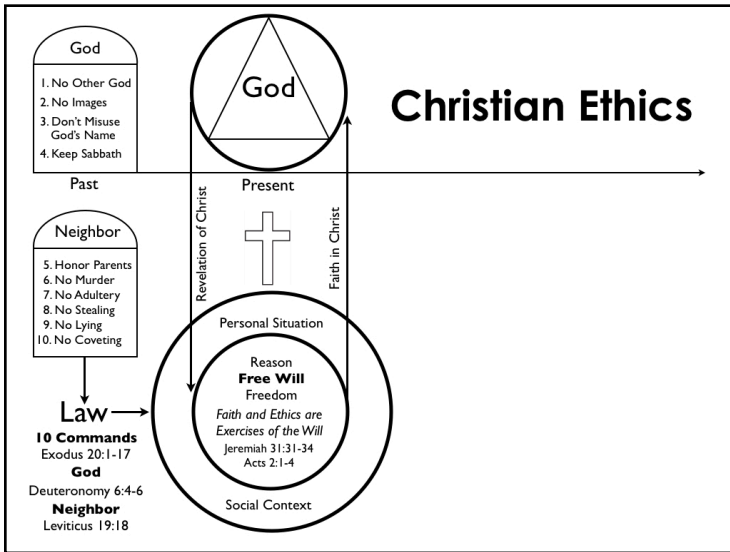 God
1. No Other God
2. No Images
3. Don't Misuse
God's Name
4. Keep Sabbath
Past
God
Christian Ethics
Present
Neighbor
5. Honor Parents
6. No Murder
7. No Adultery
8. No Stealing
9. No Lying
10. No Coveting
Revelation of Christ
Faith in Christ
Law
10 Commands
Exodus 20:1-17
God
Deuteronomy 6:4-6
Neighbor
Leviticus 19:18
Personal Situation
Reason
Free Will
Freedom
Faith and Ethics are
Exercises of the Will
Jeremiah 31:31-34
Acts 2:1-4
Social Context